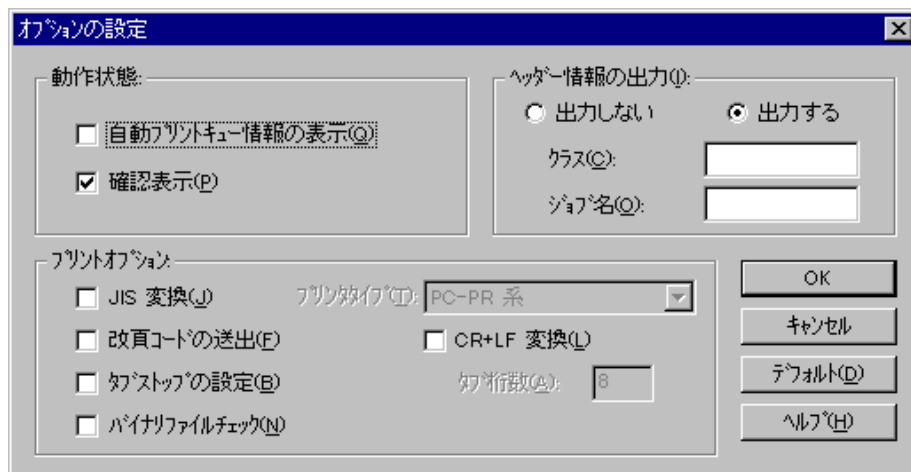 ｵﾌﾟｼｮﾝの設定
動作状態:
自動ﾌﾟﾘﾝﾄｷｭｰ情報の表示(Q)
確認表示(P)
ﾍｯﾀﾞｰ情報の出力(I):
出力しない
出力する
ｸﾗｽ(C):
ｼﾞｮﾌﾞ名(O):
ﾌﾟﾘﾝﾄｵﾌﾟｼｮﾝ:
JIS 変換(J)
ﾌﾟﾘﾝﾀﾀｲﾌﾟ(T):
PC-PR 系
改頁ｺｰﾄﾞの送出(F)
CR+LF 変換(L)
ﾀﾌﾞｽﾄｯﾌﾟの設定(B)
ﾀﾌﾞ桁数(A):
8
ﾊﾞｲﾅﾘﾌｧｲﾙﾁｪｯｸ(N)
OK
ｷｬﾝｾﾙ
ﾃﾞﾌｫﾙﾄ(D)
ﾍﾙﾌﾟ(H)